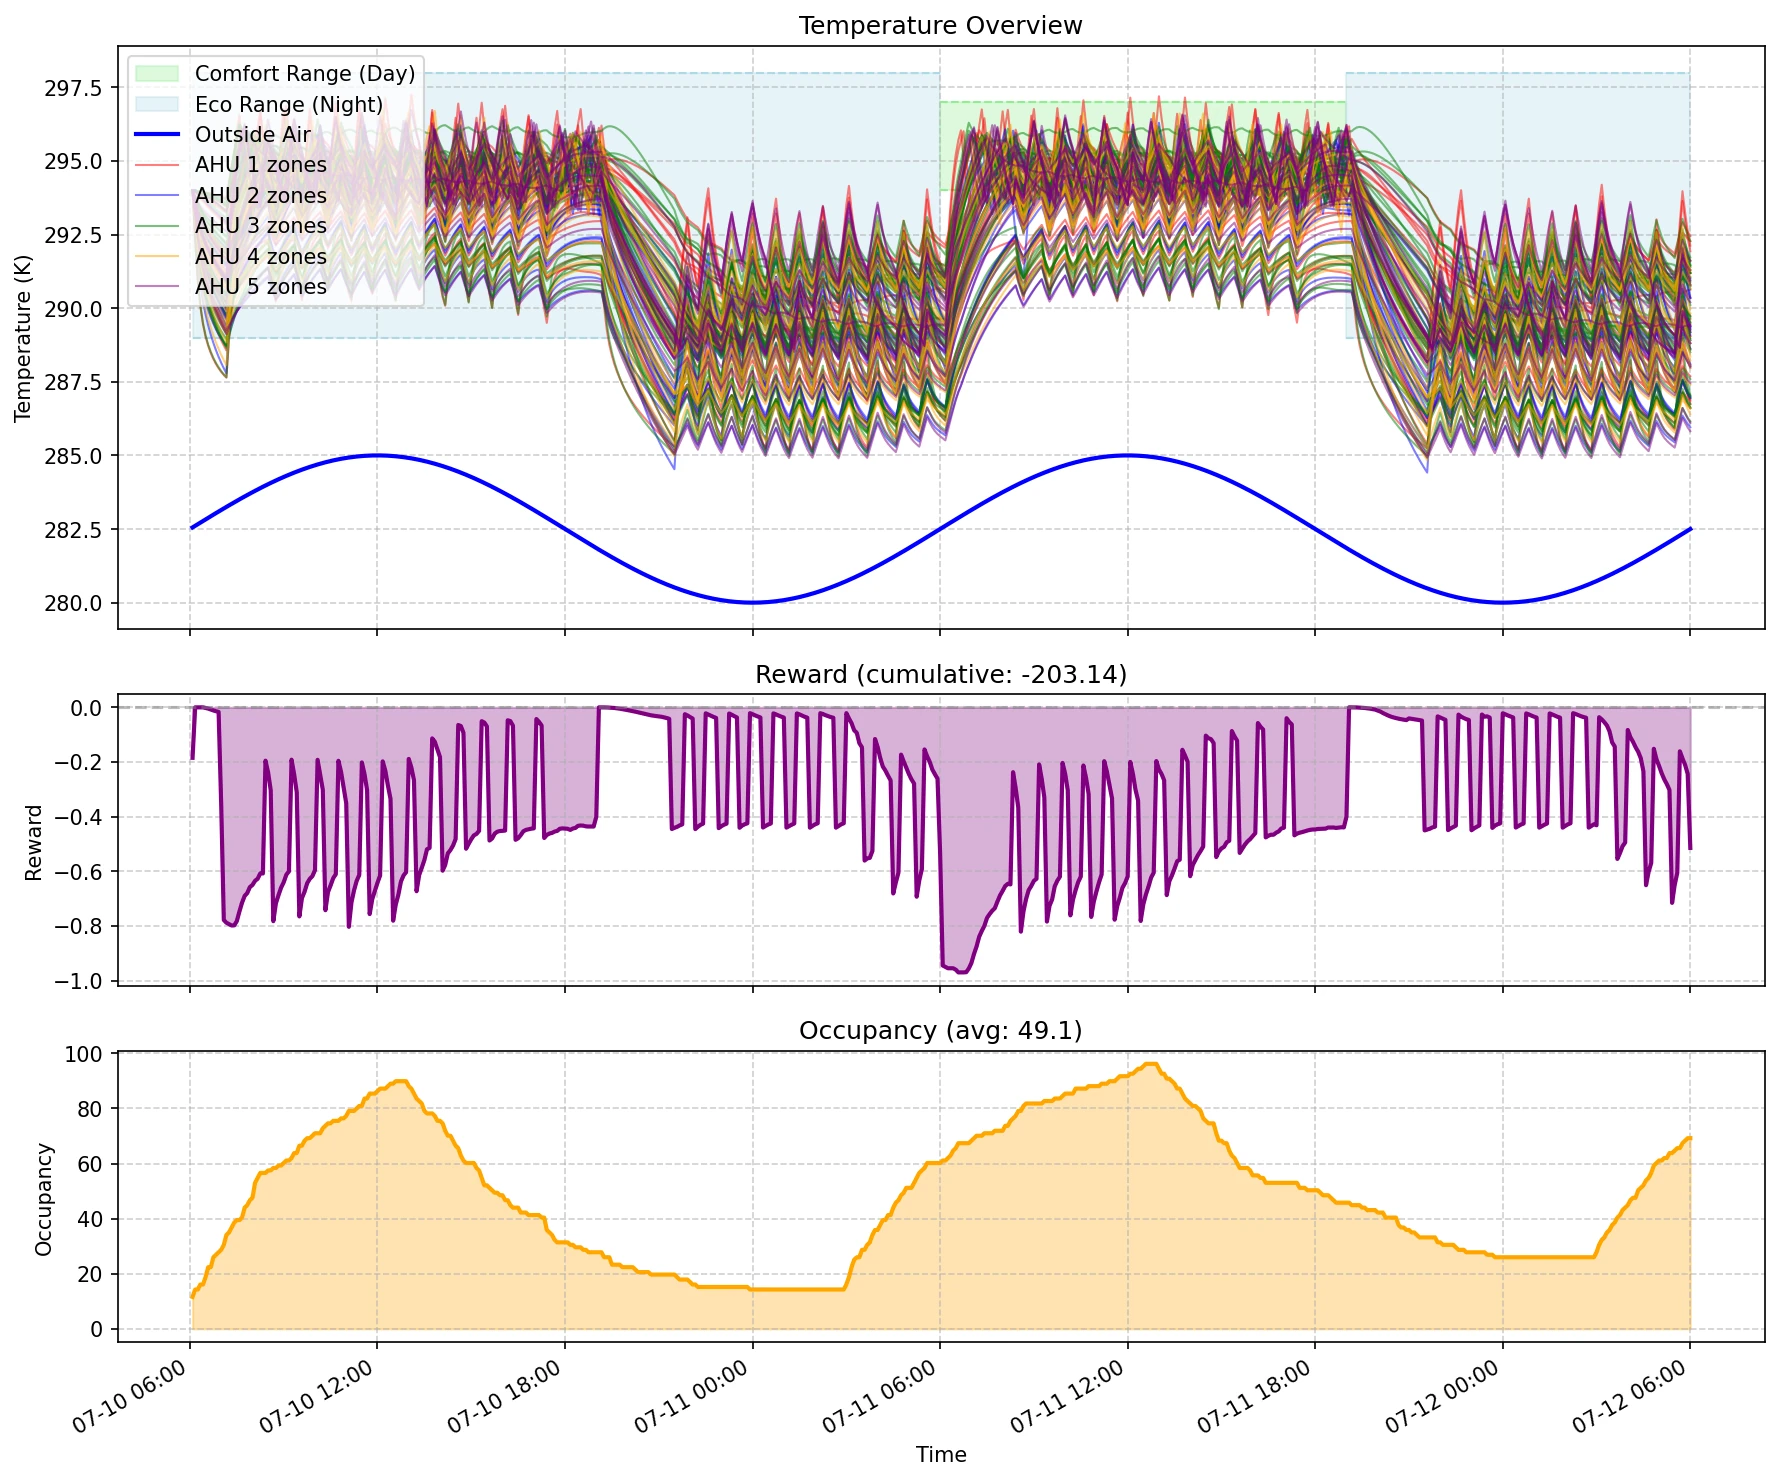 Temperature Overview
Temperature (K)
297.5
295.0
292.5
290.0
287.5
285.0
282.5
280.0
Comfort Range (Day)
Eco Range (Night)
Outside Air
AHU 1 zones
AHU 2 zones
AHU 3 zones
AHU 4 zones
AHU 5 zones
Reward (cumulative: -203.14)
Reward
0.0
−0.2
−0.4
−0.6
−0.8
−1.0
Occupancy (avg: 49.1)
Occupancy
100
80
60
40
20
0
07-10 06:00
07-10 12:00
07-10 18:00
07-11 00:00
07-11 06:00
07-11 12:00
07-11 18:00
07-12 00:00
07-12 06:00
Time